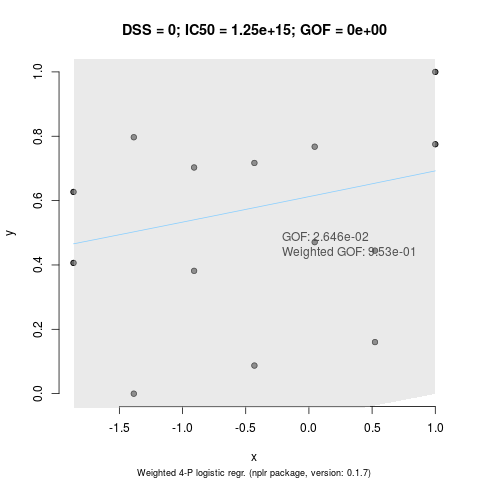 DSS = 0; IC50 = 1.25e+15; GOF = 0e+00
1.0
0.8
0.6
0.4
0.2
0.0
y
GOF: 2.646e-02
Weighted GOF: 9.53e-01
-1.5
-1.0
-0.5
0.0
0.5
1.0
x
Weighted 4-P logistic regr. (nplr package, version: 0.1.7)